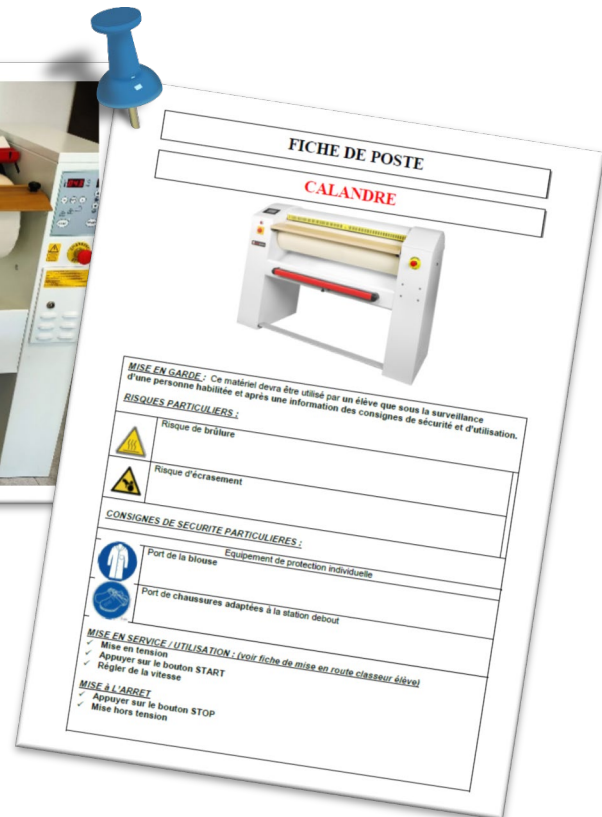 FICHE DE POSTE
CALANDRE
MISE EN GARDE : Ce matériel devra être utilisé par un élève que sous la surveillance
d'une personne habilitée et après une information des consignes de sécurité et d'utilisation.
RISQUES PARTICULIERS :
Risque de brûlure
Risque d'écrasement
CONSIGNES DE SECURITE PARTICULIERES :
Equipement de protection individuelle
Port de la blouse
Port de chaussures adaptées à la station debout
MISE EN SERVICE / UTILISATION : (voir fiche de mise en route classeur élève)
✓ Mise en tension
✓ Appuyer sur le bouton START
✓ Régler de la vitesse
MISE à L'ARRET
✓ Appuyer sur le bouton STOP
✓ Mise hors tension